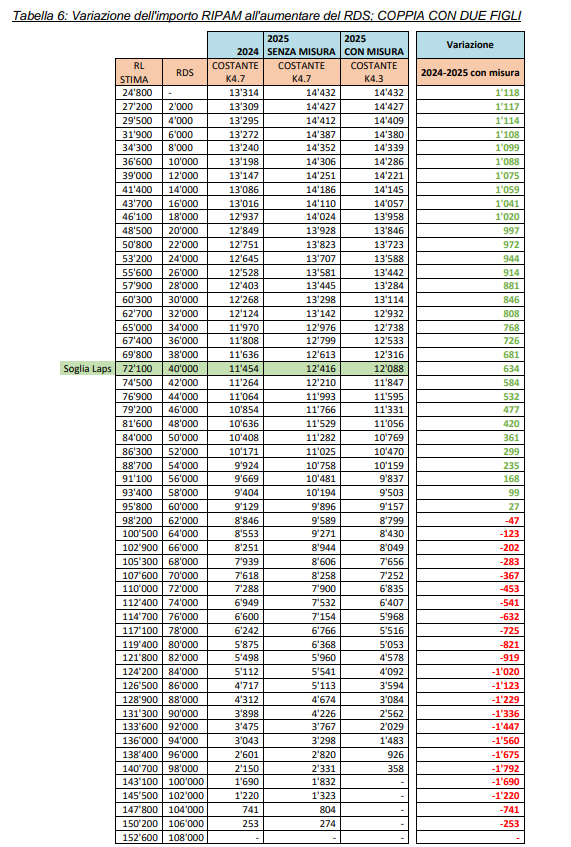 Tabella 6: Variazione dell'importo RIPAM all'aumentare del RDS; COPPIA CON DUE FIGLI
2024 2025 SENZA MISURA 2025 CON MISURA Variazione
RL STIMA RDS COSTANTE K4.7 COSTANTE K4.7 COSTANTE K4.3 2024-2025 con misura
24'800 - 13'314 14'432 14'432 1'118
27'200 2'000 13'309 14'427 14'427 1'117
29'500 4'000 13'295 14'412 14'409 1'114
31'900 6'000 13'272 14'387 14'380 1'108
34'300 8'000 13'240 14'352 14'339 1'099
36'600 10'000 13'198 14'306 14'286 1'088
39'000 12'000 13'147 14'251 14'221 1'075
41'400 14'000 13'086 14'186 14'145 1'059
43'700 16'000 13'016 14'110 14'057 1'041
46'100 18'000 12'937 14'024 13'958 1'020
48'500 20'000 12'849 13'928 13'846 997
50'800 22'000 12'751 13'823 13'723 972
53'200 24'000 12'645 13'707 13'588 944
55'600 26'000 12'528 13'581 13'442 914
57'900 28'000 12'403 13'445 13'284 881
60'300 30'000 12'268 13'298 13'114 846
62'700 32'000 12'124 13'142 12'932 808
65'000 34'000 11'970 12'976 12'738 768
67'400 36'000 11'808 12'799 12'533 726
69'800 38'000 11'636 12'613 12'316 681
Soglia Laps 72'100 40'000 11'454 12'416 12'088 634
74'500 42'000 11'264 12'210 11'847 584
76'900 44'000 11'064 11'993 11'595 532
79'200 46'000 10'854 11'766 11'331 477
81'600 48'000 10'636 11'529 11'056 420
84'000 50'000 10'408 11'282 10'769 361
86'300 52'000 10'171 11'025 10'470 299
88'700 54'000 9'924 10'758 10'159 235
91'100 56'000 9'669 10'481 9'837 168
93'400 58'000 9'404 10'194 9'503 99
95'800 60'000 9'129 9'896 9'157 27
98'200 62'000 8'846 9'589 8'799 -47
100'500 64'000 8'553 9'271 8'430 -123
102'900 66'000 8'251 8'944 8'049 -202
105'300 68'000 7'939 8'606 7'656 -283
107'600 70'000 7'618 8'258 7'252 -367
110'000 72'000 7'288 7'900 6'835 -453
112'400 74'000 6'949 7'532 6'407 -541
114'700 76'000 6'600 7'154 5'968 -632
117'100 78'000 6'242 6'766 5'516 -725
119'400 80'000 5'875 6'368 5'053 -821
121'800 82'000 5'498 5'960 4'578 -919
124'200 84'000 5'112 5'541 4'092 -1'020
126'500 86'000 4'717 5'113 3'594 -1'123
128'900 88'000 4'312 4'674 3'084 -1'229
131'300 90'000 3'898 4'226 2'562 -1'336
133'600 92'000 3'475 3'767 2'029 -1'447
136'000 94'000 3'043 3'298 1'483 -1'560
138'400 96'000 2'601 2'820 926 -1'675
140'700 98'000 2'150 2'331 358 -1'792
143'100 100'000 1'690 1'832 - -1'690
145'500 102'000 1'220 1'323 - -1'220
147'800 104'000 741 804 - -741
150'200 106'000 253 274 - -253
152'600 108'000 - - - -